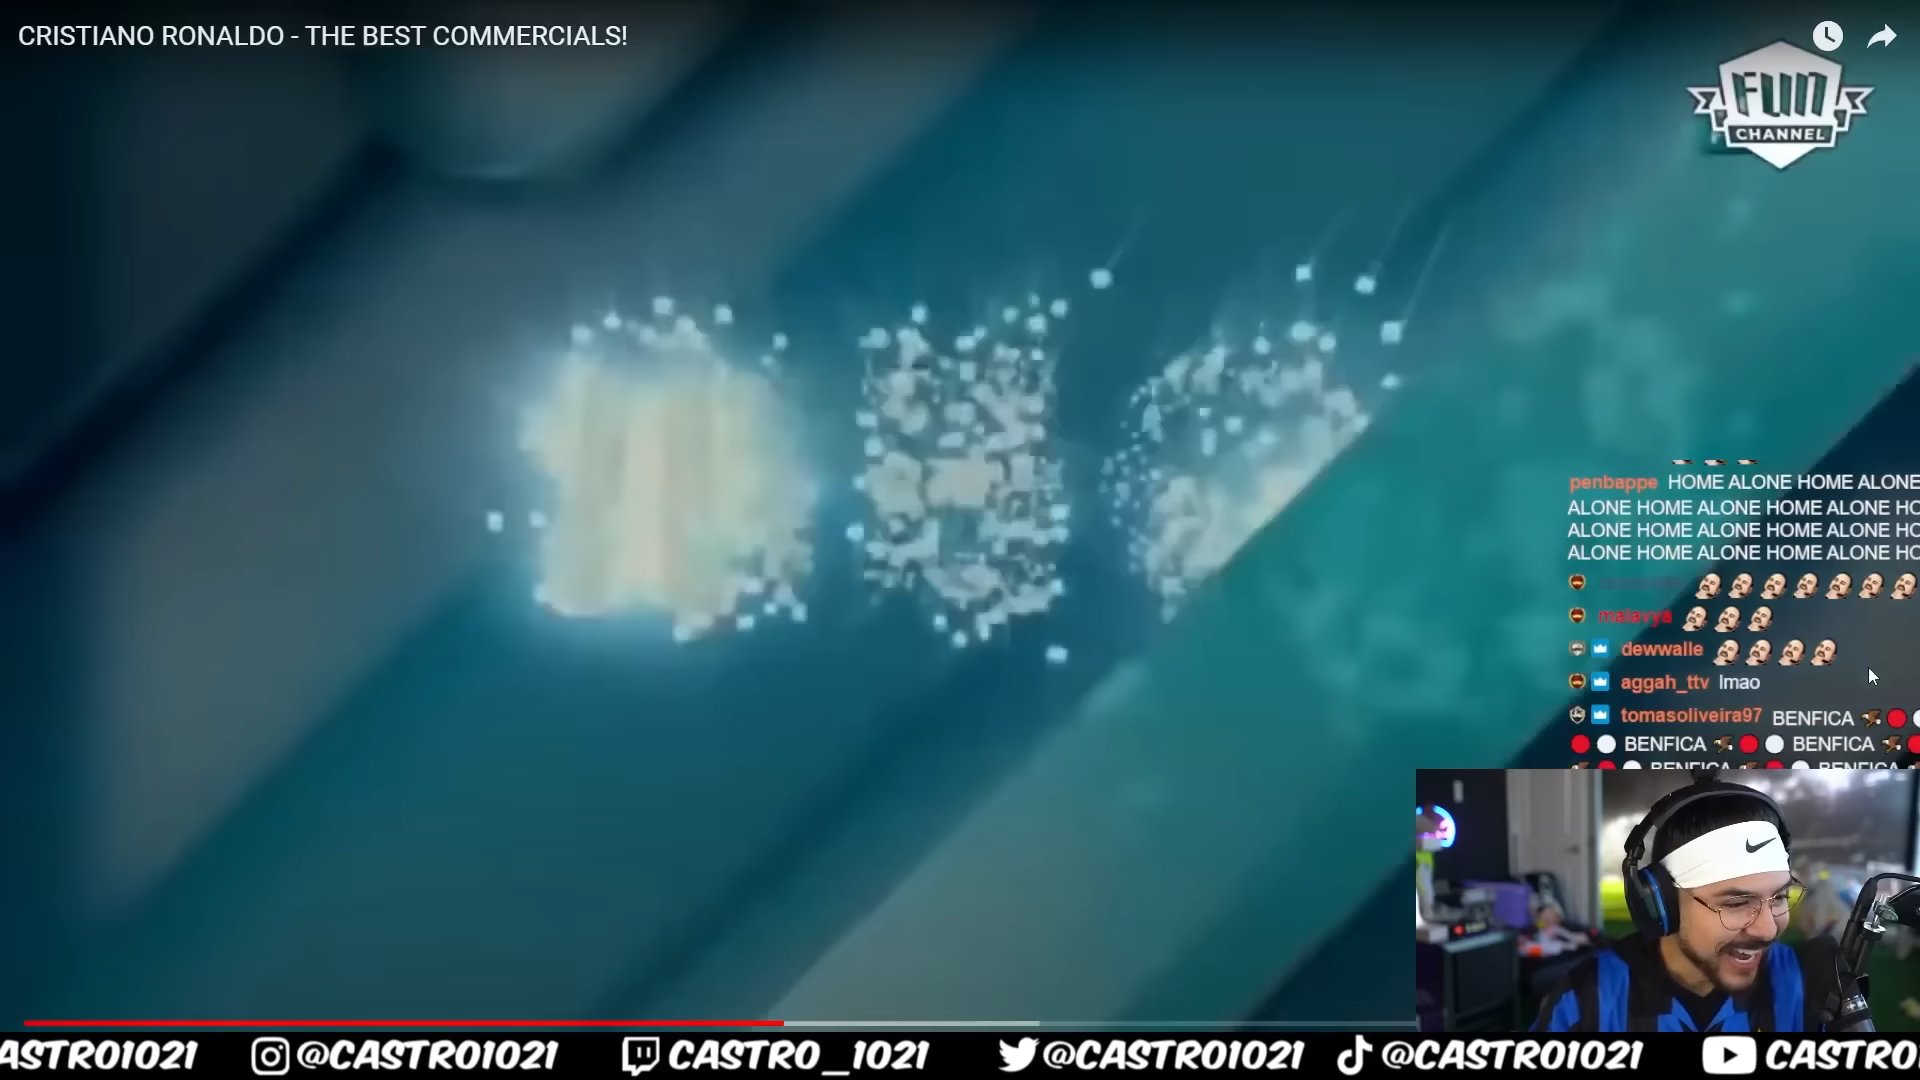 CRISTIANO RONALDO - THE BEST COMMERCIALS!
FUN
CHANNEL
penbappe HOME ALONE HOME ALONE
ALONE HOME ALONE HOME ALONE HO
ALONE HOME ALONE HOME ALONE HO
ALONE HOME ALONE HOME ALONE HO
malavya
dewwalle
aggah_ttv lmao
tomasoliveira97 BENFICA
BENFICA BENFICA
BENFICA BENFICA
ASTRO1021 @CASTRO1021 CASTRO_1021 @CASTRO1021 @CASTRO1021 CASTRO